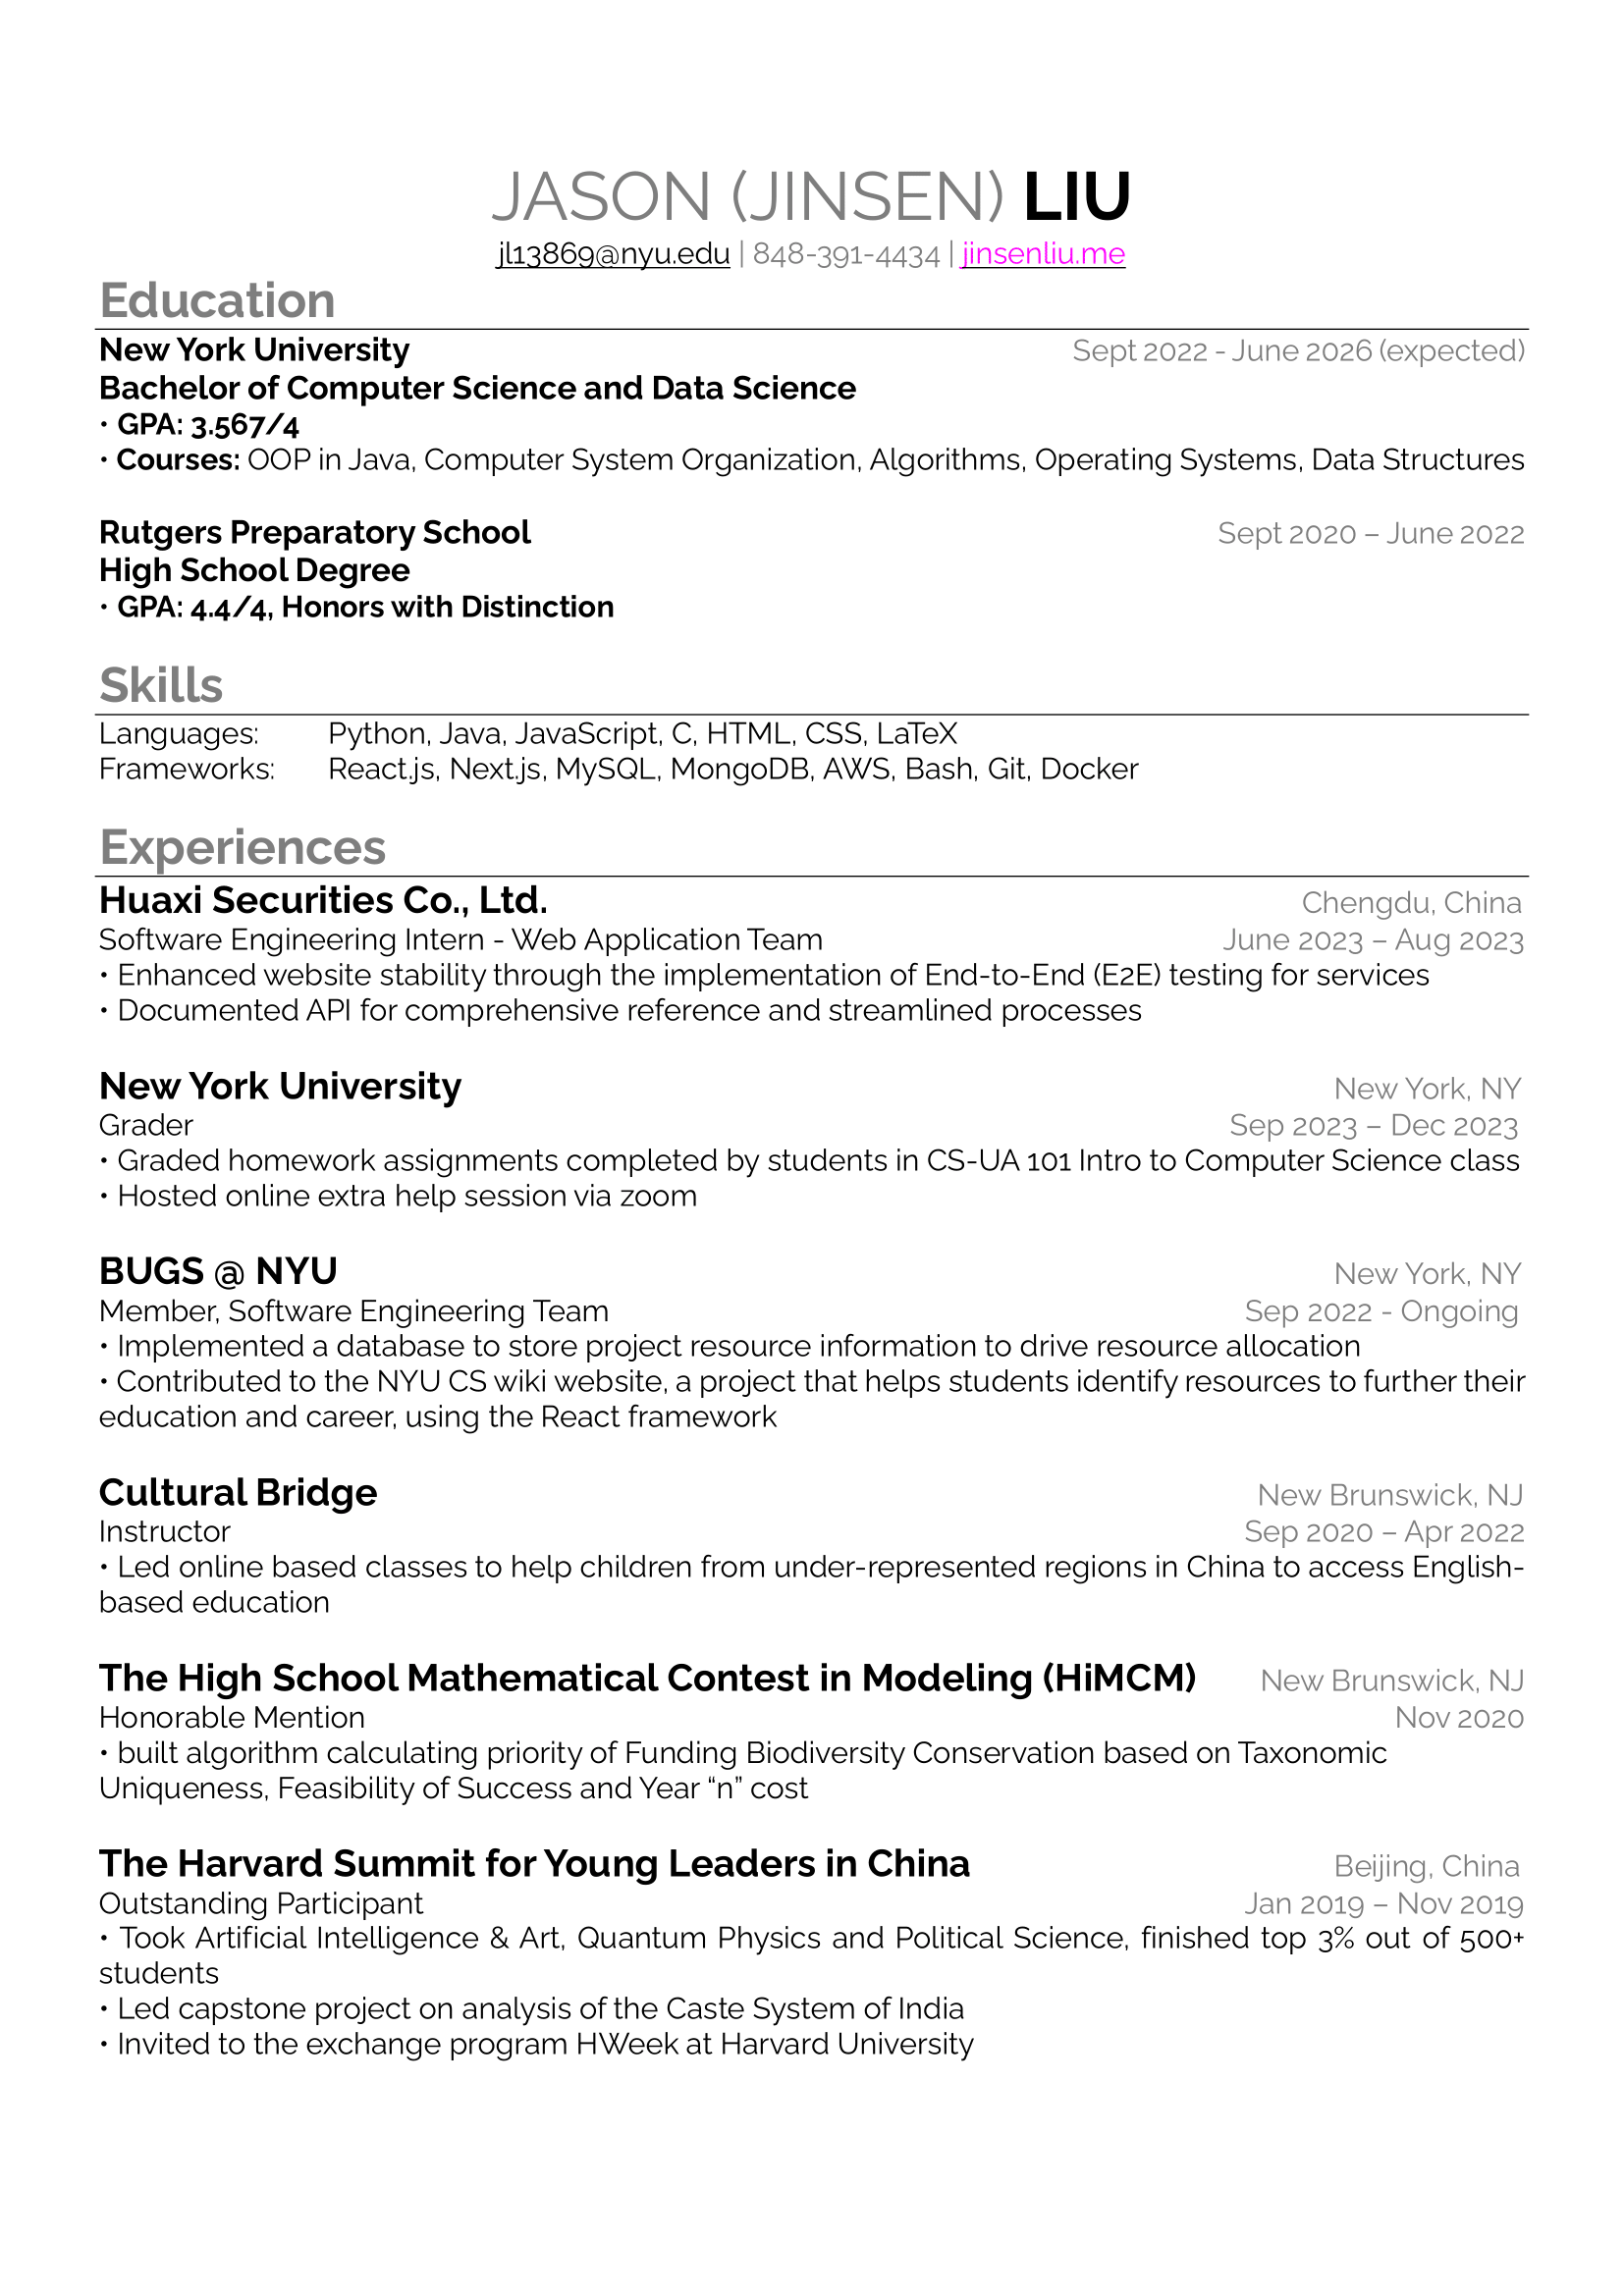 JASON (JINSEN) LIU
jl13869@nyu.edu | 848-391-4434 | jinsenliu.me
Education
New York University Sept 2022 - June 2026 (expected)
Bachelor of Computer Science and Data Science
• GPA: 3.567/4
• Courses: OOP in Java, Computer System Organization, Algorithms, Operating Systems, Data Structures
Rutgers Preparatory School Sept 2020 – June 2022
High School Degree
• GPA: 4.4/4, Honors with Distinction
Skills
Languages: Python, Java, JavaScript, C, HTML, CSS, LaTeX
Frameworks: React.js, Next.js, MySQL, MongoDB, AWS, Bash, Git, Docker
Experiences
Huaxi Securities Co., Ltd. Chengdu, China
Software Engineering Intern - Web Application Team June 2023 – Aug 2023
• Enhanced website stability through the implementation of End-to-End (E2E) testing for services
• Documented API for comprehensive reference and streamlined processes
New York University New York, NY
Grader Sep 2023 – Dec 2023
• Graded homework assignments completed by students in CS-UA 101 Intro to Computer Science class
• Hosted online extra help session via zoom
BUGS @ NYU New York, NY
Member, Software Engineering Team Sep 2022 - Ongoing
• Implemented a database to store project resource information to drive resource allocation
• Contributed to the NYU CS wiki website, a project that helps students identify resources to further their
education and career, using the React framework
Cultural Bridge New Brunswick, NJ
Instructor Sep 2020 – Apr 2022
• Led online based classes to help children from under-represented regions in China to access English-
based education
The High School Mathematical Contest in Modeling (HiMCM) New Brunswick, NJ
Honorable Mention Nov 2020
• built algorithm calculating priority of Funding Biodiversity Conservation based on Taxonomic
Uniqueness, Feasibility of Success and Year “n” cost
The Harvard Summit for Young Leaders in China Beijing, China
Outstanding Participant Jan 2019 – Nov 2019
• Took Artificial Intelligence & Art, Quantum Physics and Political Science, finished top 3% out of 500+
students
• Led capstone project on analysis of the Caste System of India
• Invited to the exchange program HWeek at Harvard University